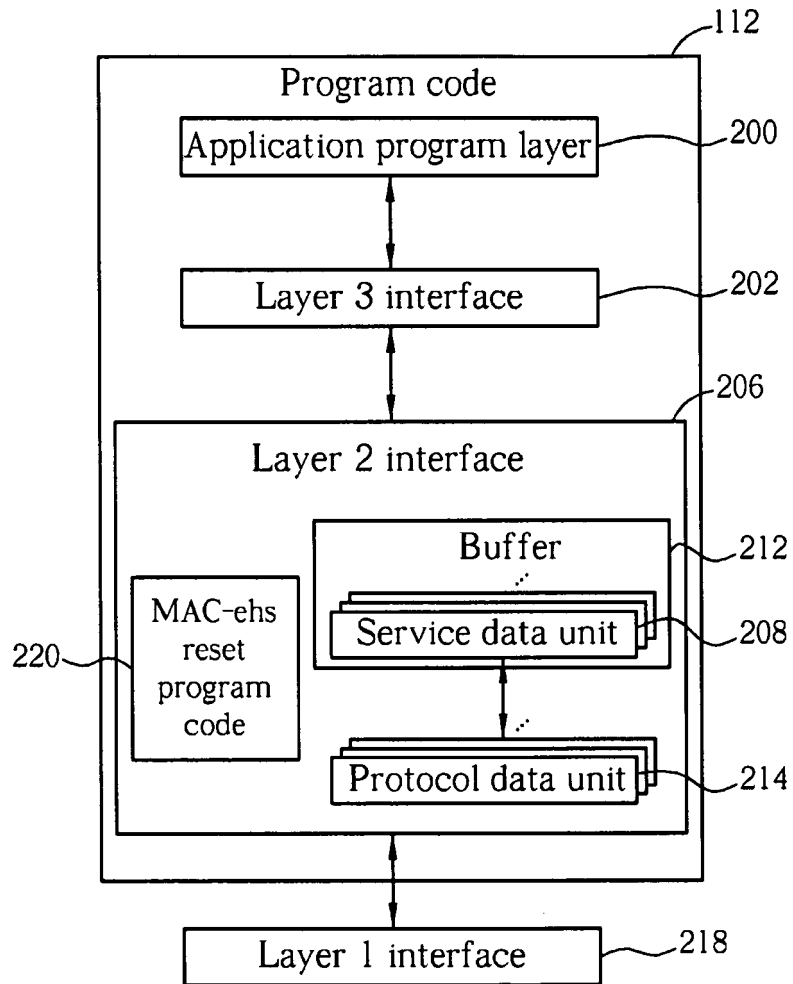 112
Program code
Application program layer
200
Layer 3 interface
202
206
Layer 2 interface
Buffer
212
Service data unit
208
220
MAC-ehs
reset
program
code
Protocol data unit
214
Layer 1 interface
218